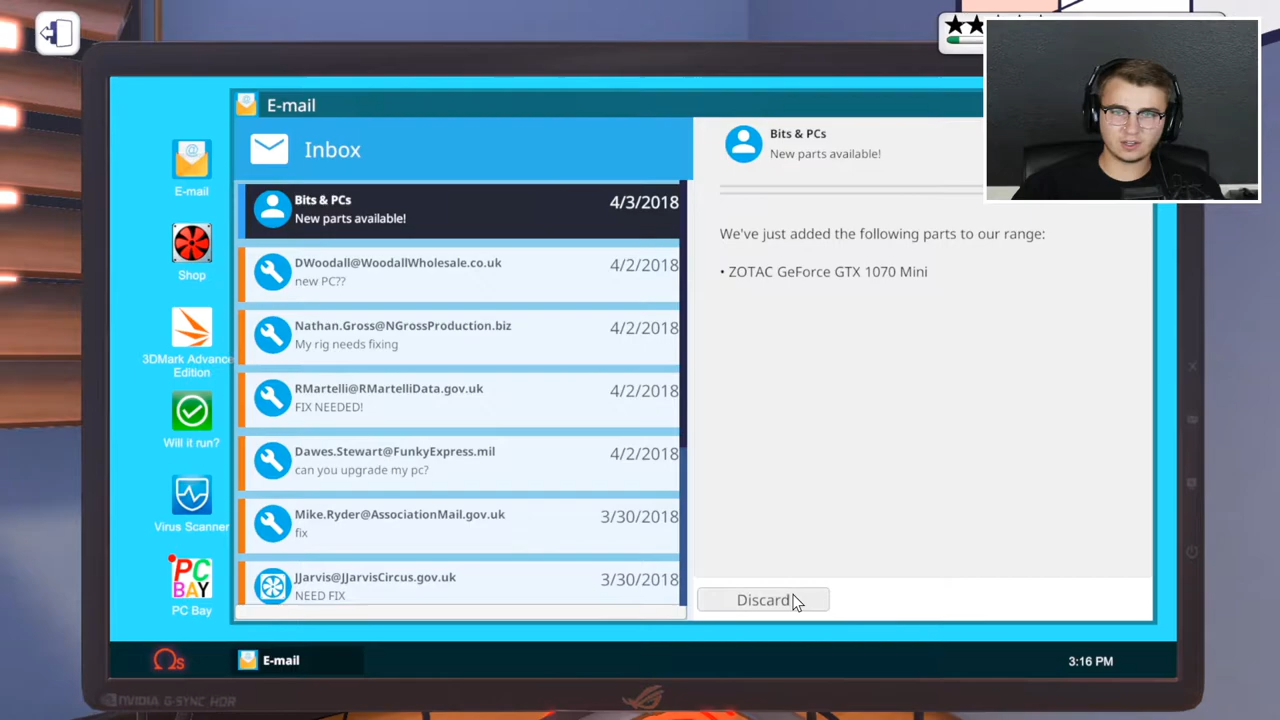 E-mail
Inbox
Bits & PCs
New parts available!
4/3/2018
DWoodall@WoodallWholesale.co.uk
new PC??
4/2/2018
Nathan.Gross@NGrossProduction.biz
My rig needs fixing
4/2/2018
RMartelli@RMartelliData.gov.uk
FIX NEEDED!
4/2/2018
Dawes.Stewart@FunkyExpress.mil
can you upgrade my pc?
4/2/2018
Mike.Ryder@AssociationMail.gov.uk
fix
3/30/2018
JJarvis@JJarvisCircus.gov.uk
NEED FIX
3/30/2018
Bits & PCs
New parts available!
We've just added the following parts to our range:
• ZOTAC GeForce GTX 1070 Mini
Discard
E-mail
Shop
3DMark Advance
Edition
Will it run?
Virus Scanner
PC
BAY
PC Bay
E-mail
3:16 PM
NVIDIA G-SYNC HDR